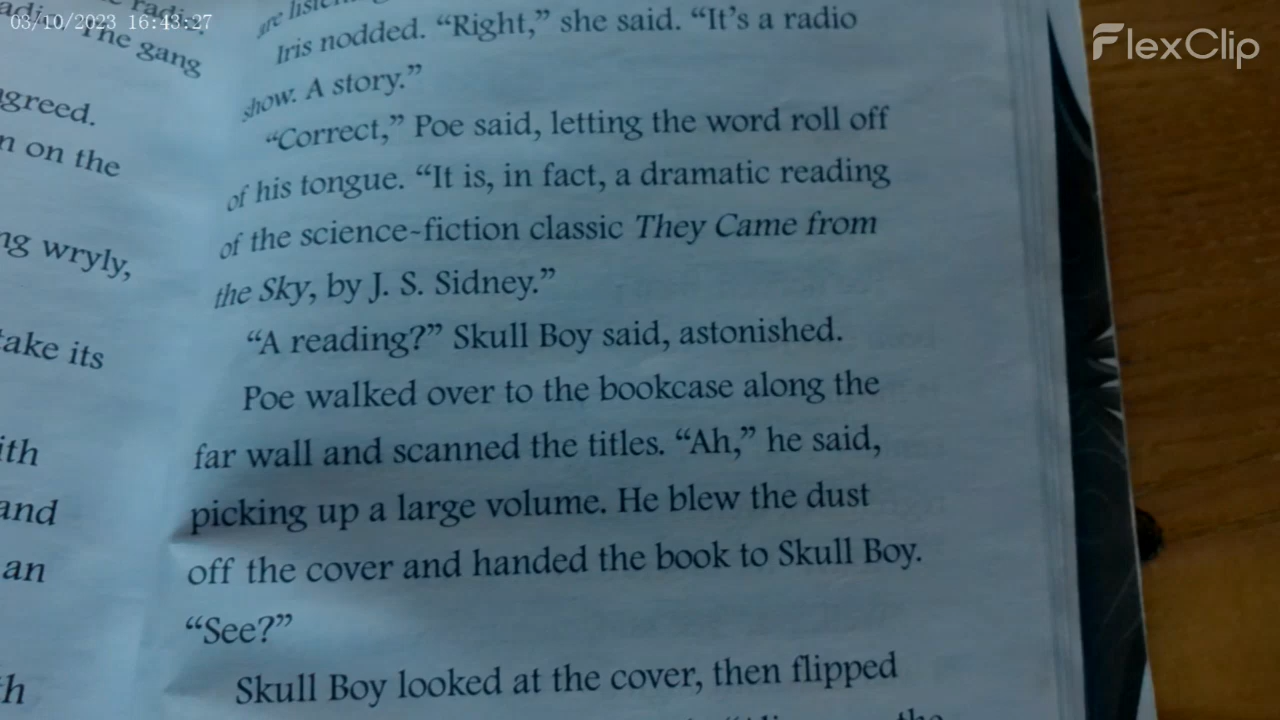 03/10/2023 16:43:27
FlexClip
The gang
agreed.
on the
wryly,
take its
and
an
are
Iris nodded. “Right,” she said. “It’s a radio
show. A story.”
“Correct,” Poe said, letting the word roll off
of his tongue. “It is, in fact, a dramatic reading
of the science-fiction classic They Came from
the Sky, by J. S. Sidney.”
“A reading?” Skull Boy said, astonished.
Poe walked over to the bookcase along the
far wall and scanned the titles. “Ah,” he said,
picking up a large volume. He blew the dust
off the cover and handed the book to Skull Boy.
“See?”
Skull Boy looked at the cover, then flipped
the